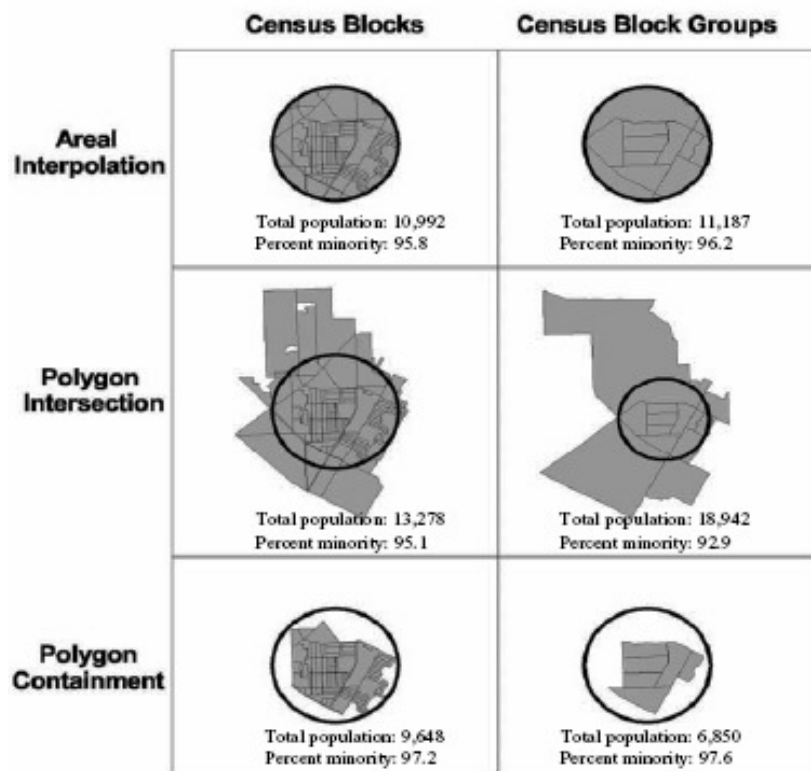 Census Blocks
Census Block Groups
Areal
Interpolation
Total population: 10,992
Percent minority: 95.8
Total population: 11,187
Percent minority: 96.2
Polygon
Intersection
Total population: 13,278
Percent minority: 95.1
Total population: 18,942
Percent minority: 92.9
Polygon
Containment
Total population: 9,648
Percent minority: 97.2
Total population: 6,850
Percent minority: 97.6